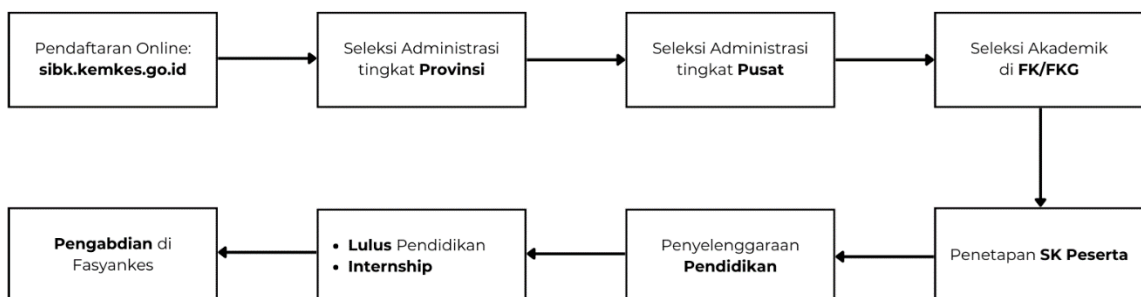 Pendaftaran Online:
sibk.kemkes.go.id
Seleksi Administrasi
tingkat Provinsi
Seleksi Administrasi
tingkat Pusat
Seleksi Akademik
di FK/FKG
Penetapan SK Peserta
Penyelenggaraan
Pendidikan
• Lulus Pendidikan
• Internship
Pengabdian di
Fasyankes